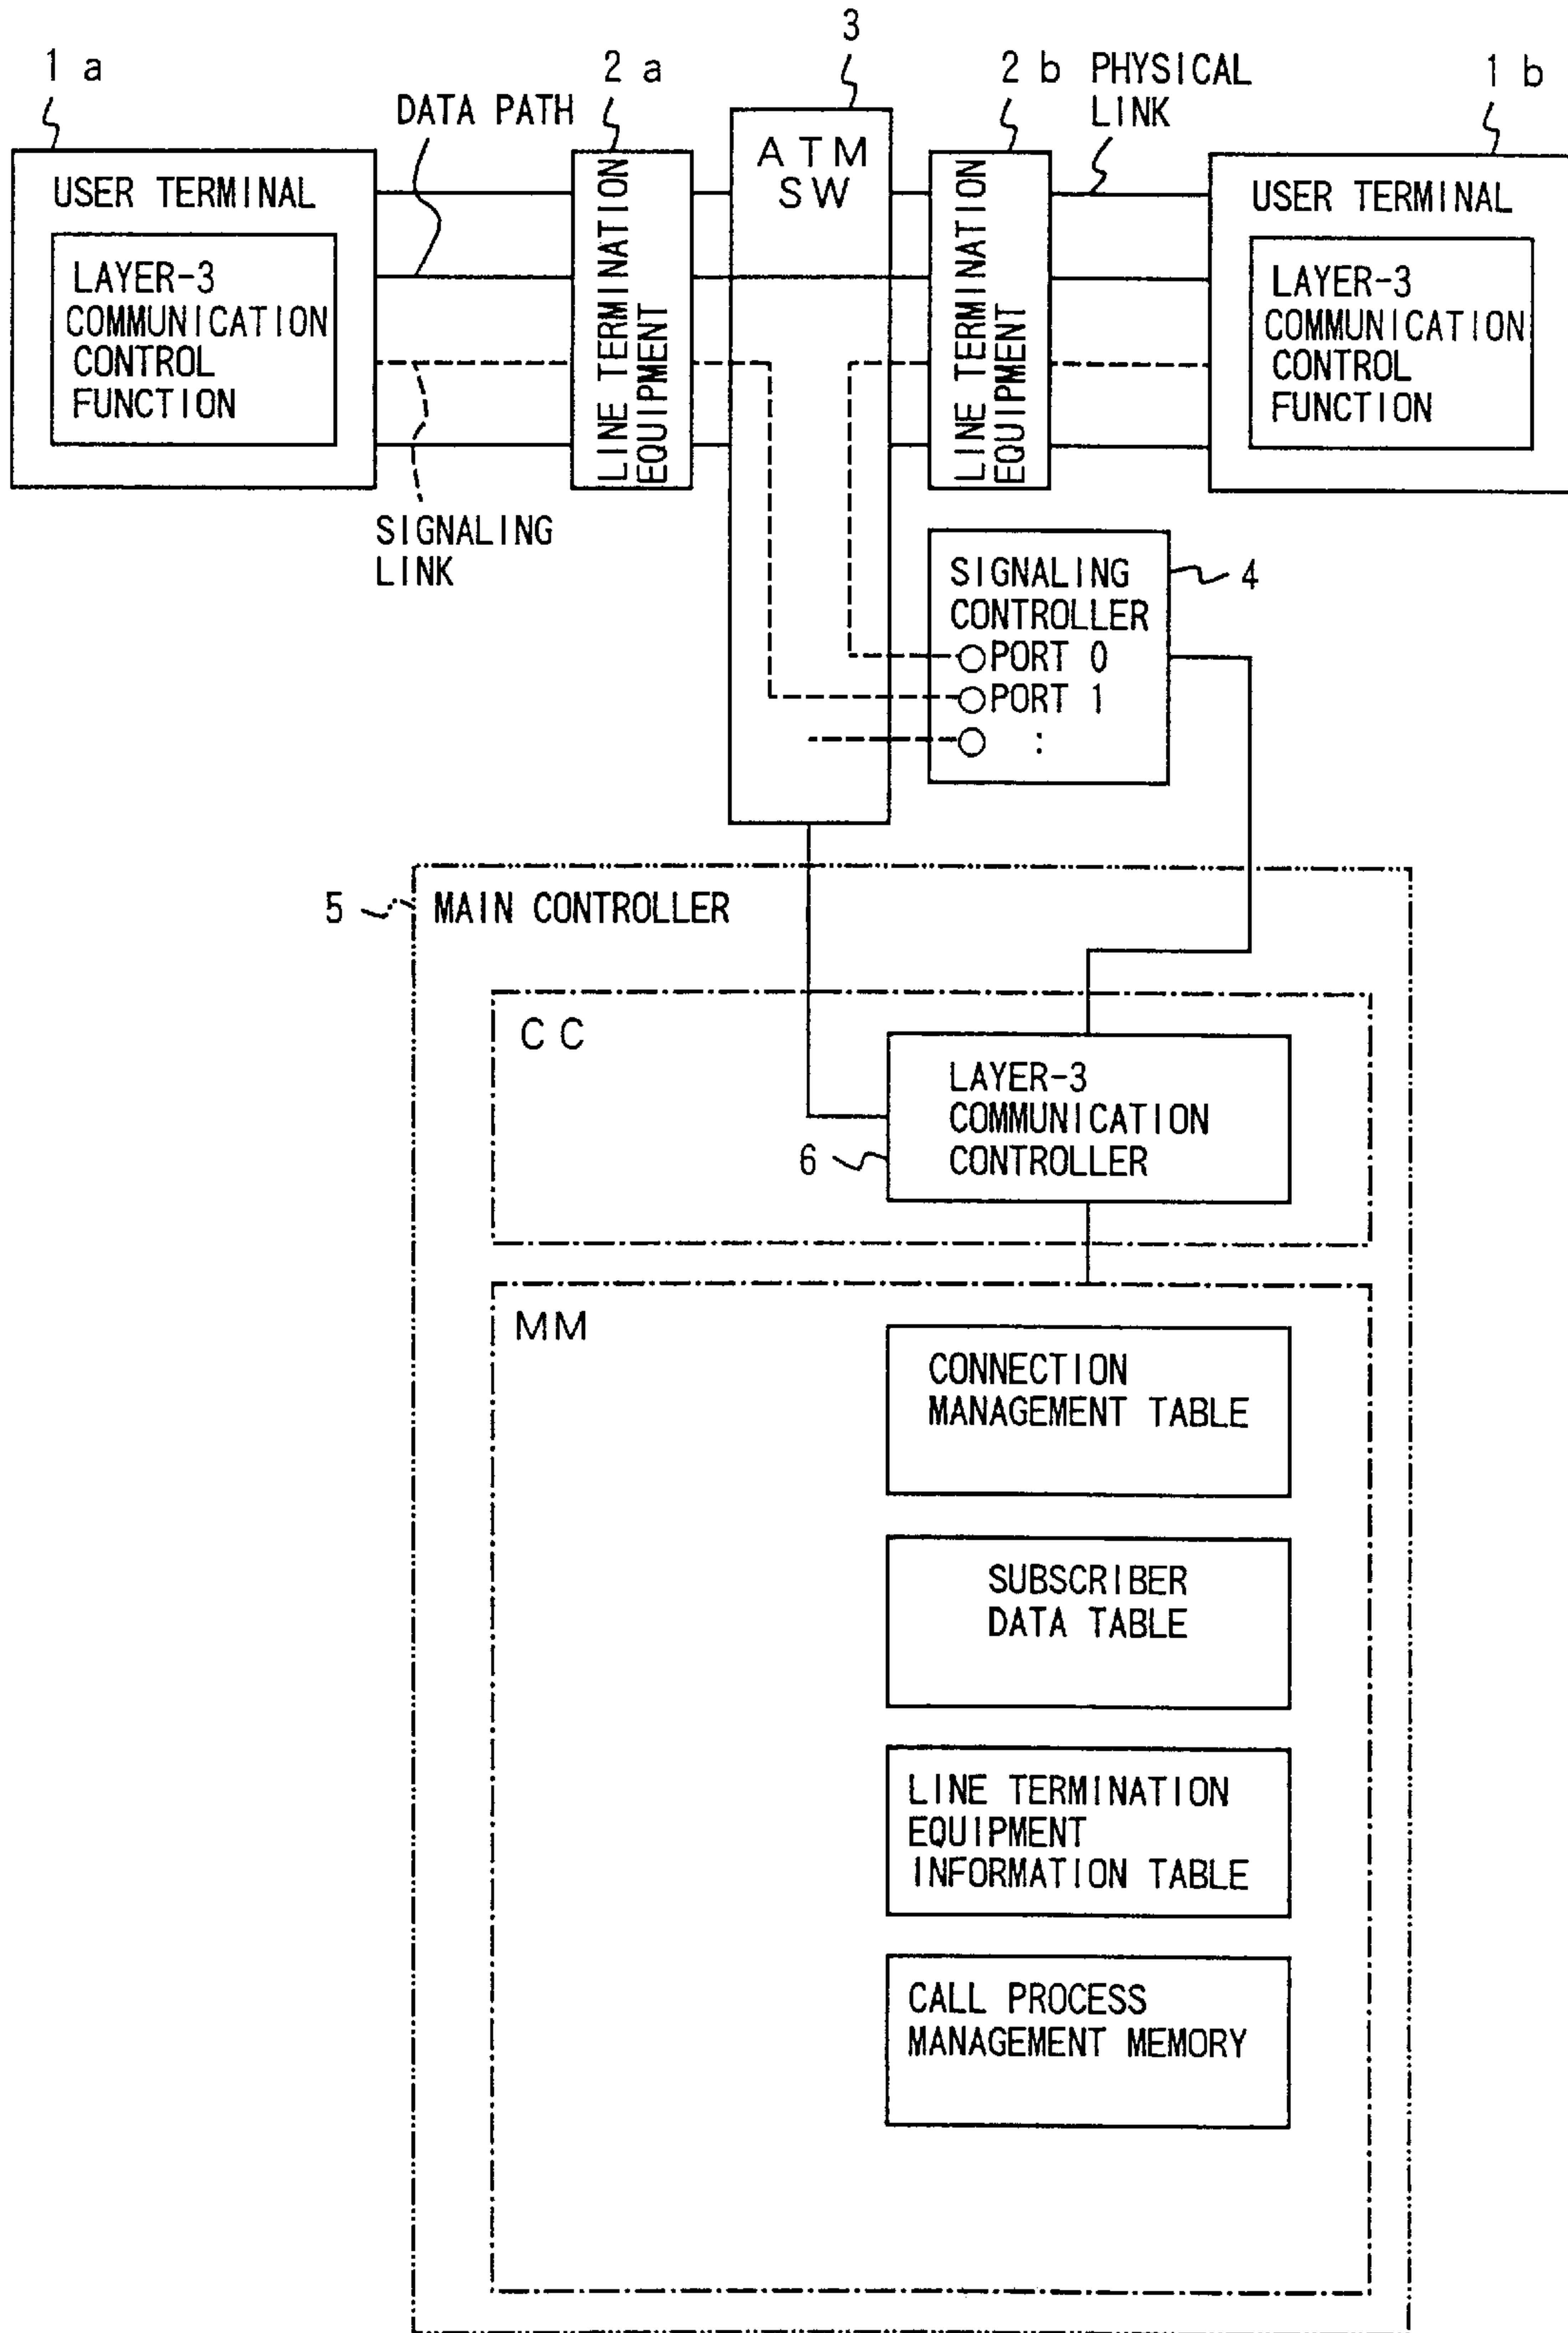 3
1 a
2 a
2 b
PHYSICAL
LINK
1 b
DATA PATH
USER TERMINAL
LAYER-3
COMMUNICATION
CONTROL
FUNCTION
LINE TERMINATION
EQUIPMENT
ATM
SW
LINE TERMINATION
EQUIPMENT
USER TERMINAL
LAYER-3
COMMUNICATION
CONTROL
FUNCTION
SIGNALING
LINK
SIGNALING
CONTROLLER
PORT 0
PORT 1
:
4
5
MAIN CONTROLLER
CC
LAYER-3
COMMUNICATION
CONTROLLER
6
MM
CONNECTION
MANAGEMENT TABLE
SUBSCRIBER
DATA TABLE
LINE TERMINATION
EQUIPMENT
INFORMATION TABLE
CALL PROCESS
MANAGEMENT MEMORY